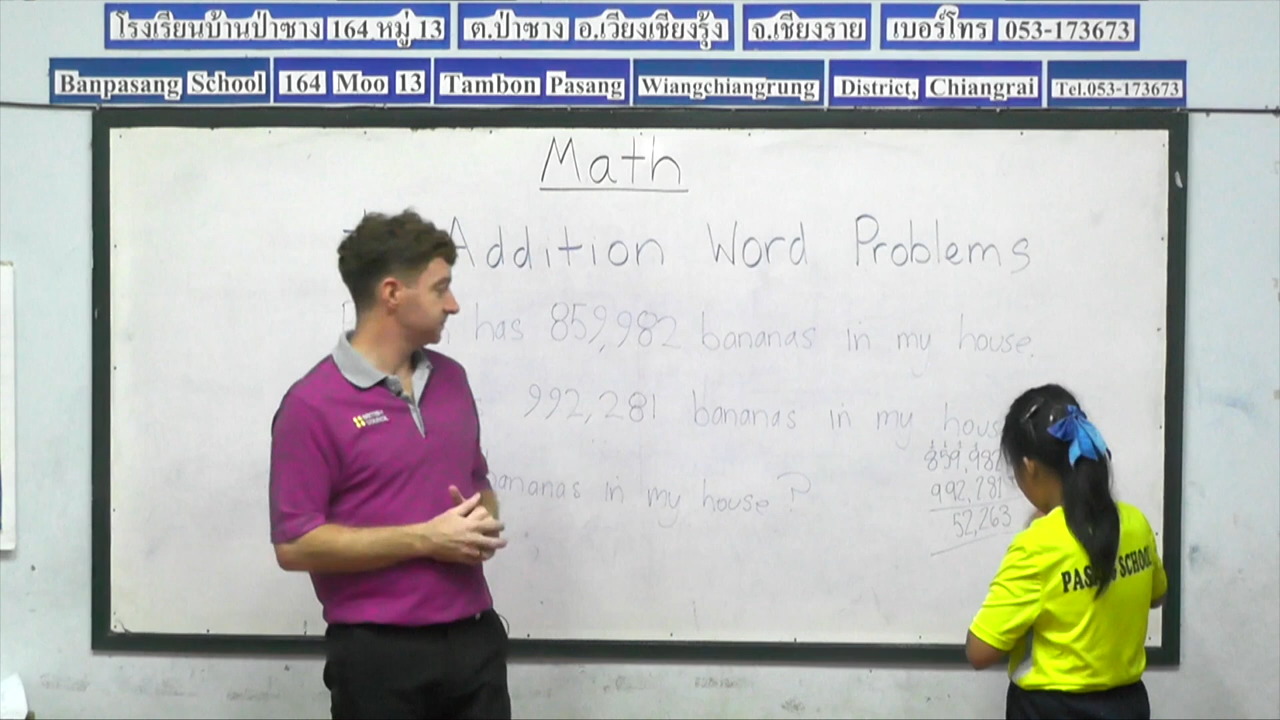 โรงเรียนบ้านป่าซาง 164 หมู่ 13 ต.ป่าซาง อ.เวียงเชียงรุ้ง จ.เชียงราย เบอร์โทร 053-173673
Banpasang School 164 Moo 13 Tambon Pasang Wiangchiangrung District, Chiangrai Tel.053-173673
Math
Addition Word Problems
has 859,982 bananas in my house.
992,281 bananas in my
859,982
992,281
bananas in my house?
52,263
BRITISH COUNCIL
SCHOOL